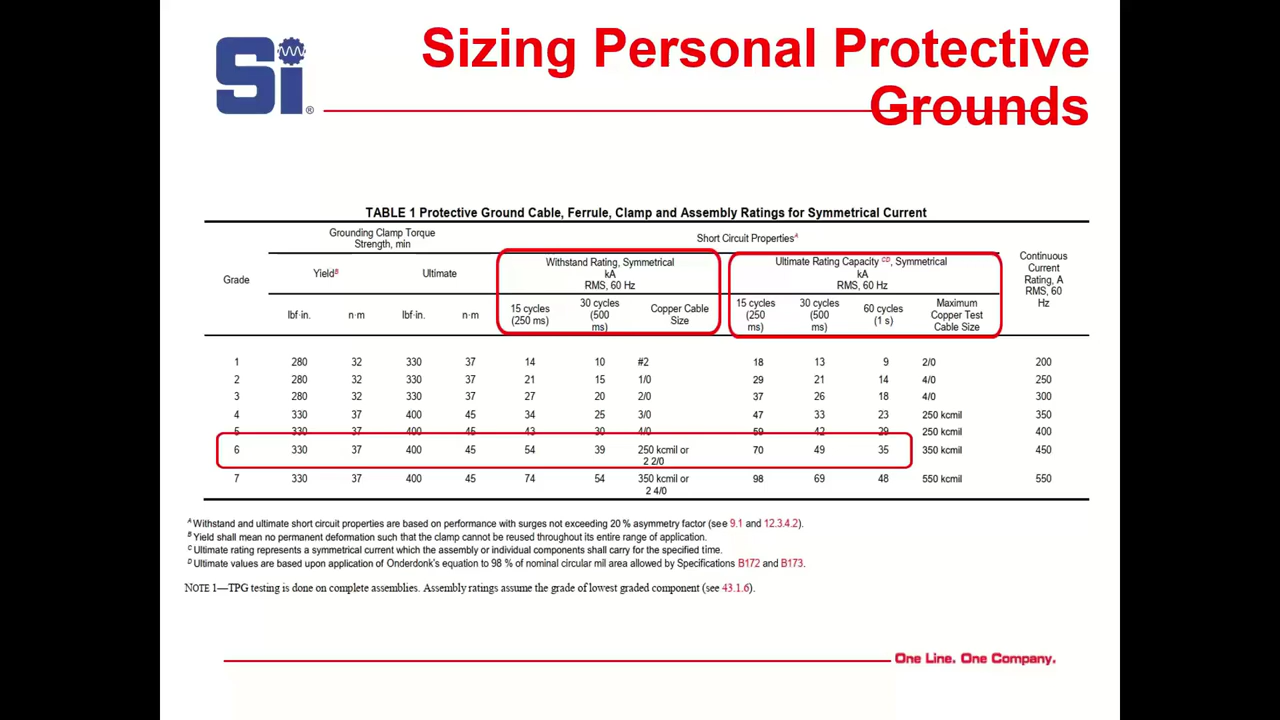 Si®
Sizing Personal Protective
Grounds
TABLE 1 Protective Ground Cable, Ferrule, Clamp and Assembly Ratings for Symmetrical Current
Grade
Grounding Clamp Torque
Strength, min
Short Circuit PropertiesA
Continuous
Current
Rating, A
RMS, 60
Hz
YieldB
Ultimate
Withstand Rating, Symmetrical
kA
RMS, 60 Hz
Ultimate Rating Capacity CD, Symmetrical
kA
RMS, 60 Hz
lbf·in. n·m lbf·in. n·m
15 cycles
(250 ms)
30 cycles
(500
ms)
Copper Cable
Size
15 cycles
(250
ms)
30 cycles
(500
ms)
60 cycles
(1 s)
Maximum
Copper Test
Cable Size
1 280 32 330 37 14 10 #2 18 13 9 2/0 200
2 280 32 330 37 21 15 1/0 29 21 14 4/0 250
3 280 32 330 37 27 20 2/0 37 26 18 4/0 300
4 330 37 400 45 34 25 3/0 47 33 23 250 kcmil 350
5 330 37 400 45 43 30 4/0 59 42 29 250 kcmil 400
6 330 37 400 45 54 39 250 kcmil or 70 49 35 350 kcmil 450
2 2/0
7 330 37 400 45 74 54 350 kcmil or 98 69 48 550 kcmil 550
2 4/0
A Withstand and ultimate short circuit properties are based on performance with surges not exceeding 20 % asymmetry factor (see 9.1 and 12.3.4.2).
B Yield shall mean no permanent deformation such that the clamp cannot be reused throughout its entire range of application.
C Ultimate rating represents a symmetrical current which the assembly or individual components shall carry for the specified time.
D Ultimate values are based upon application of Onderdonk's equation to 98 % of nominal circular mil area allowed by Specifications B172 and B173.
NOTE 1—TPG testing is done on complete assemblies. Assembly ratings assume the grade of lowest graded component (see 43.1.6).
One Line. One Company.